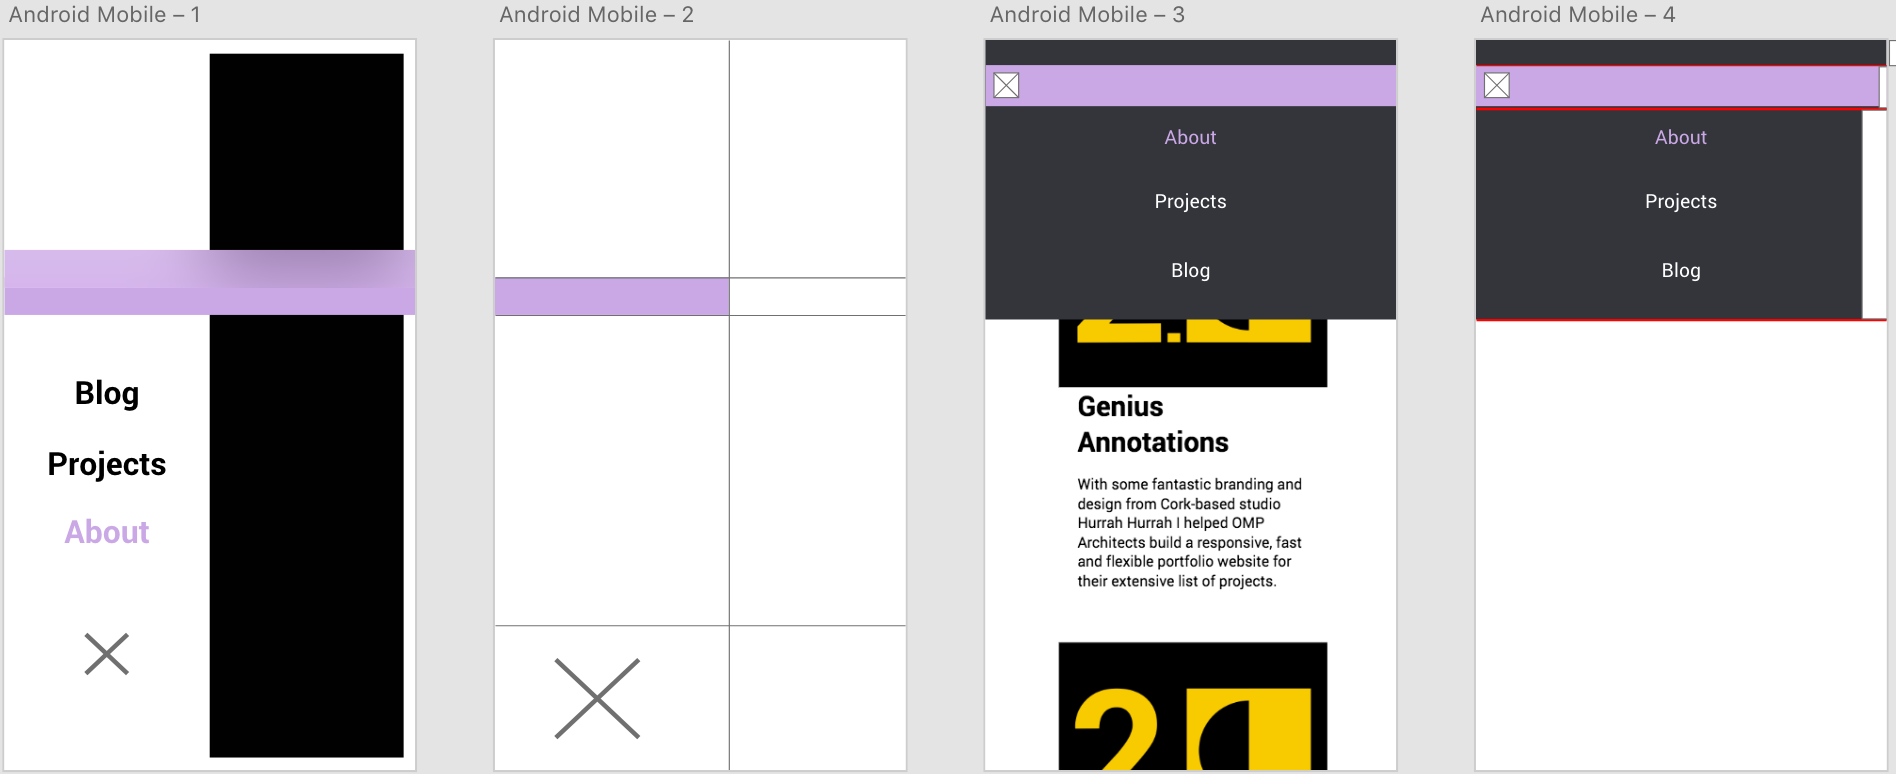 Android Mobile – 1
Blog
Projects
About
Android Mobile – 2
Android Mobile – 3
About
Projects
Blog
2.
Genius
Annotations
With some fantastic branding and
design from Cork-based studio
Hurrah Hurrah I helped OMP
Architects build a responsive, fast
and flexible portfolio website for
their extensive list of projects.
2
Android Mobile – 4
About
Projects
Blog